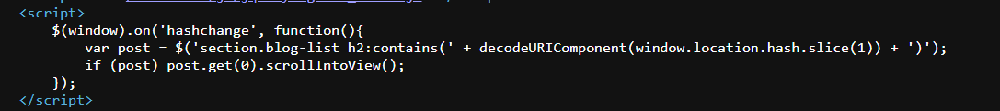 <script>
$(window).on('hashchange', function(){
var post = $('section.blog-list h2:contains(' + decodeURIComponent(window.location.hash.slice(1)) + ')');
if (post) post.get(0).scrollIntoView();
});
</script>